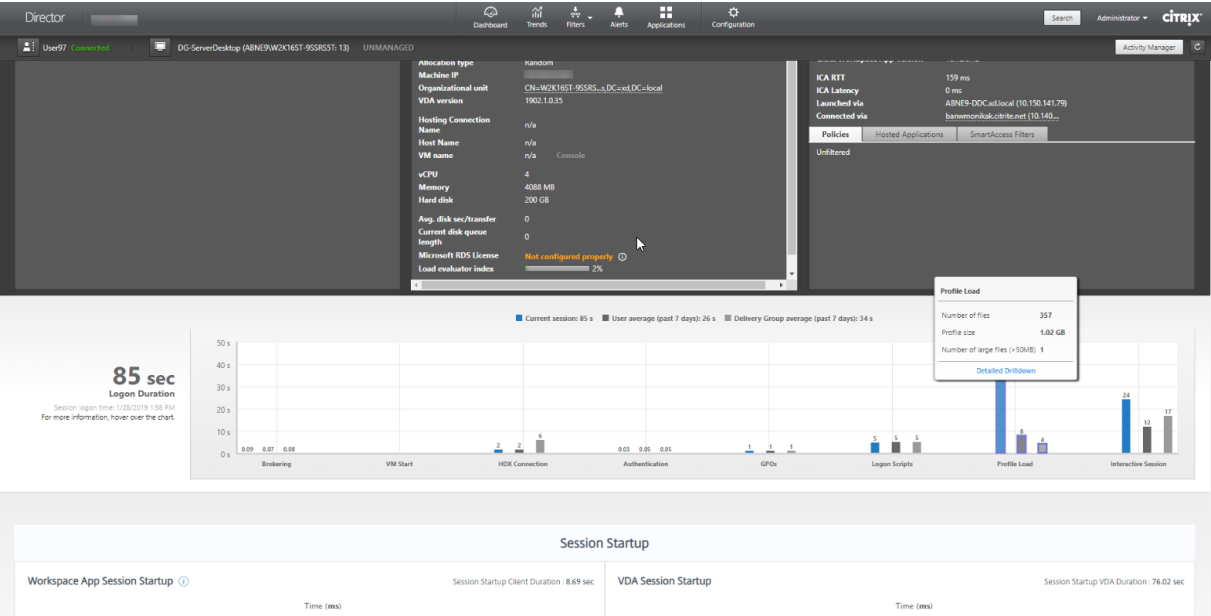 Director
Dashboard
Trends
Filters
Alerts
Applications
Configuration
Search
Administrator
CİTRİX
User97 Connected
DG-ServerDesktop (ABNE9\W2K16ST-9SSRS5T: 13) UNMANAGED
Activity Manager
Allocation type Random
Machine IP
Organizational unit CN=W2K16ST-9SSRS...s,DC=xd,DC=local
VDA version 1902.1.0.35
Hosting Connection
Name n/a
Host Name n/a
VM name n/a Console
vCPU 4
Memory 4088 MB
Hard disk 200 GB
Avg. disk sec/transfer 0
Current disk queue
length 0
Microsoft RDS License Not configured properly
Load evaluator index 2%
ICA RTT 159 ms
ICA Latency 0 ms
Launched via ABNE9-DDC.xd.local (10.150.141.79)
Connected via banwmonikak.citrite.net (10.140...
Policies Hosted Applications SmartAccess Filters
Unfiltered
Profile Load
Number of files 357
Profile size 1.02 GB
Number of large files (>50MB) 1
Detailed Drilldown
Current session: 85 s User average (past 7 days): 26 s Delivery Group average (past 7 days): 34 s
85 sec
Logon Duration
Session logon time: 1/28/2019 1:56 PM
For more information, hover over the chart.
50 s
40 s
30 s
20 s
10 s
0 s
0.09 0.07 0.08
2 2 6
0.03 0.05 0.05
1 1 1
5 5 5
8 4
24 12 17
Brokering VM Start HDX Connection Authentication GPOs Logon Scripts Profile Load Interactive Session
Session Startup
Workspace App Session Startup
Session Startup Client Duration : 8.69 sec
Time (ms)
VDA Session Startup
Session Startup VDA Duration : 76.02 sec
Time (ms)